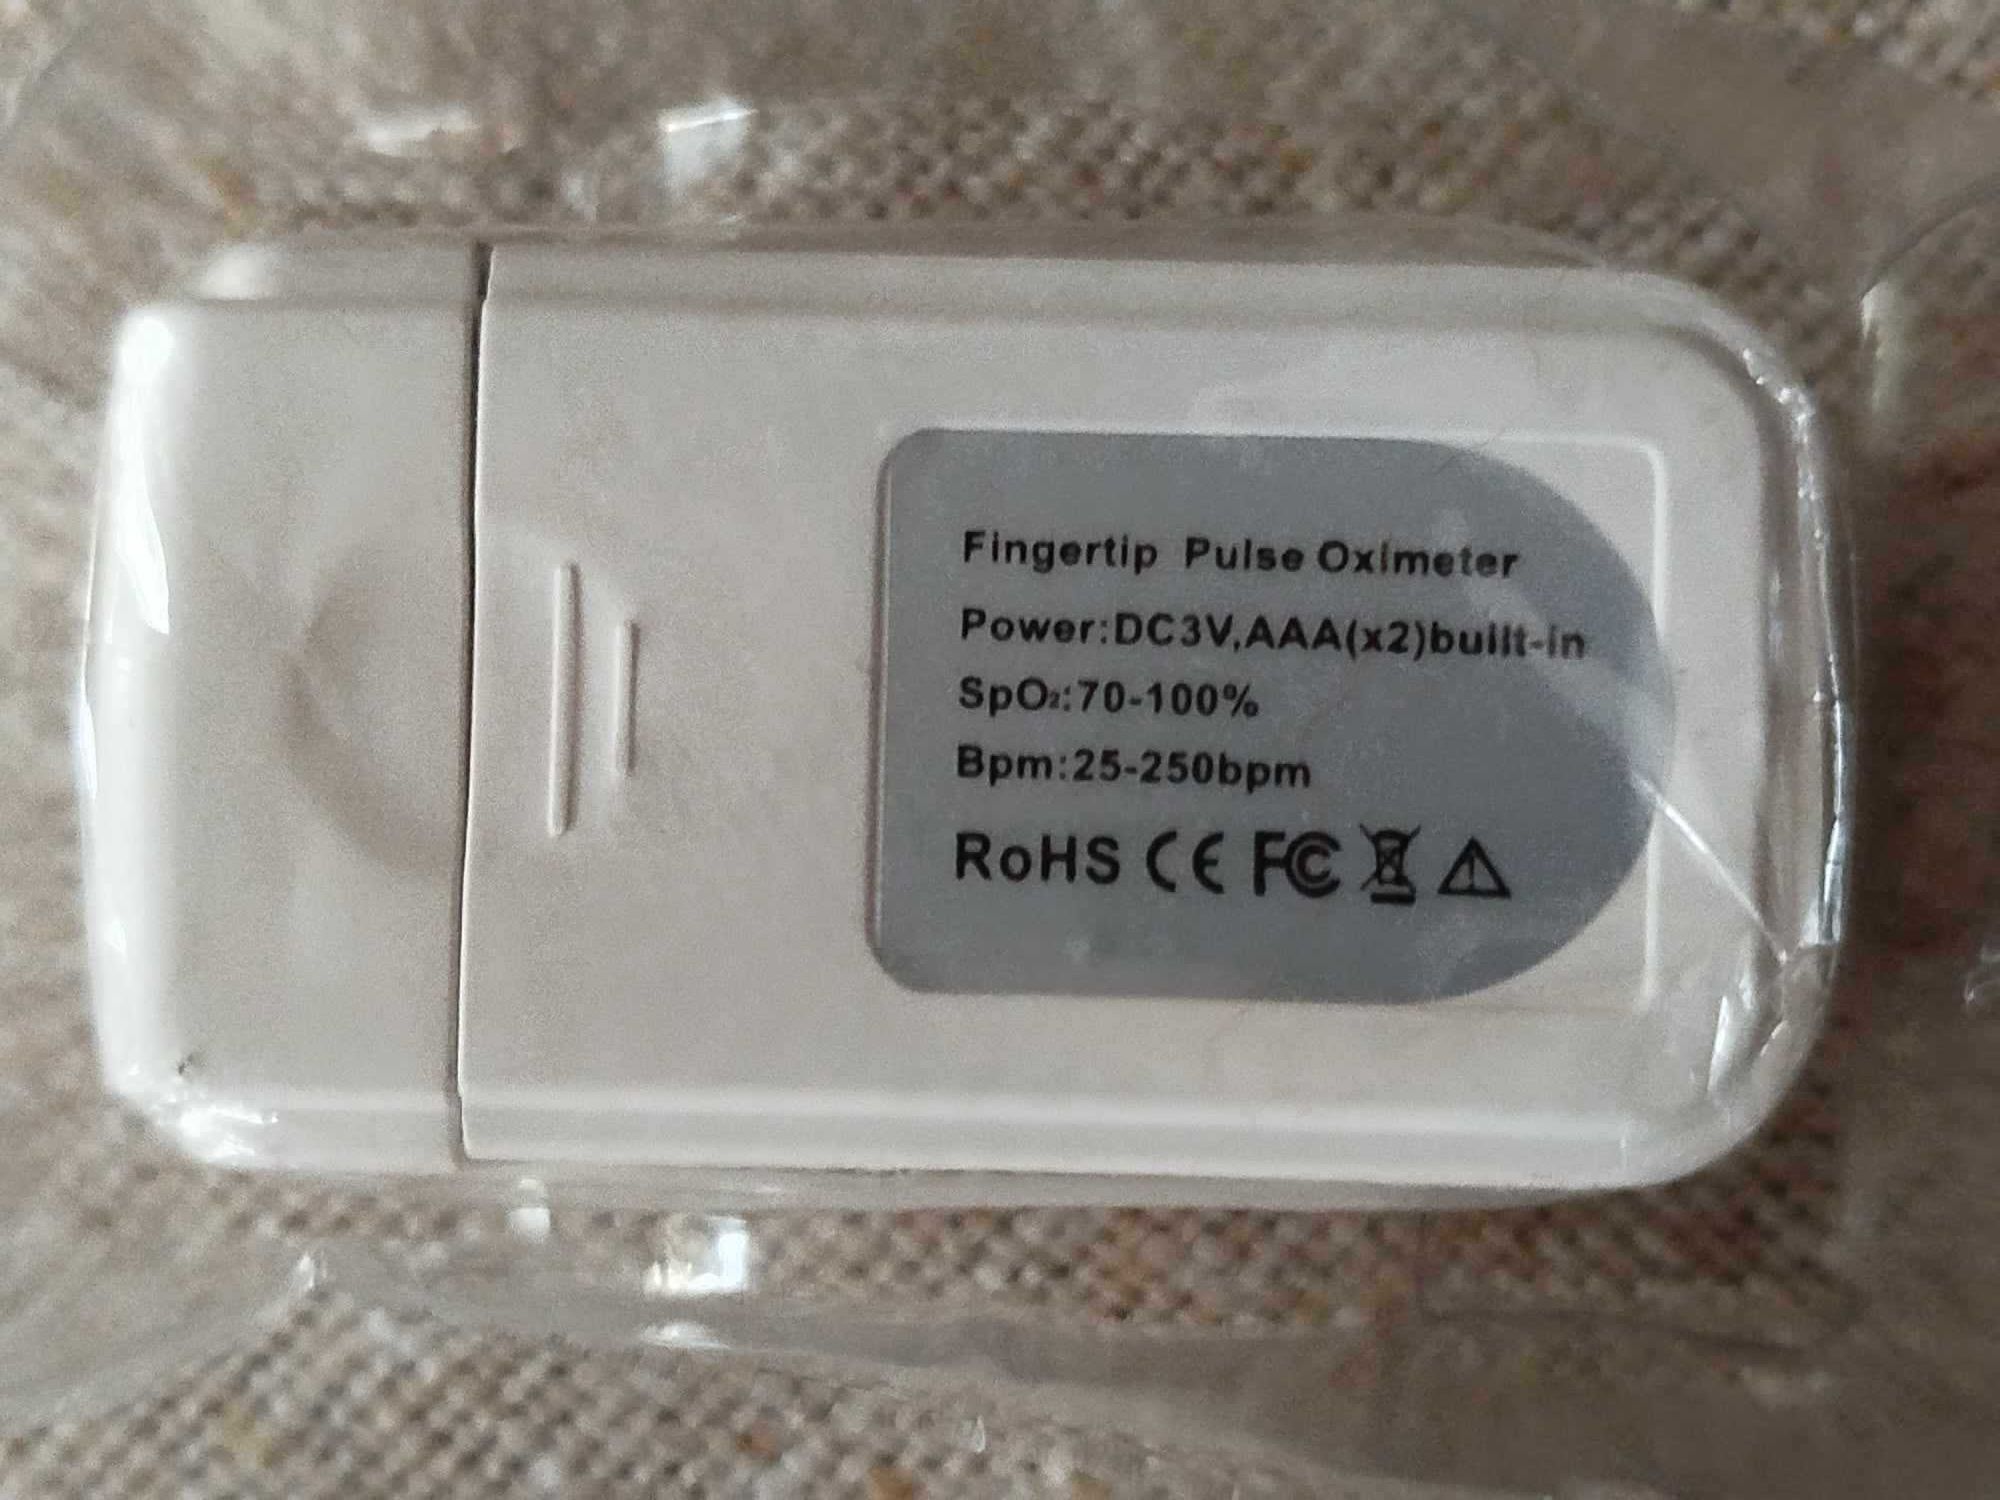 Fingertip Pulse Oximeter
Power:DC3V,AAA(x2)built-in
SpO₂:70-100%
Bpm:25-250bpm
RoHS CE FC